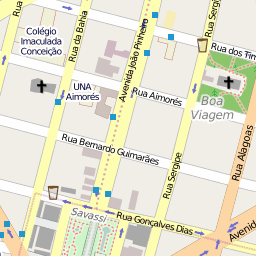 Colégio
Imaculada
Conceição
Rua da Bahia
Avenida João Pinheiro
Rua Sergipe
Rua dos Tim
UNA
Aimorés
Rua Aimorés
Boa
Viagem
Rua Bernardo Guimarães
Rua Sergipe
Rua Alagoas
Savassi
Rua Gonçalves Dias
Avenid